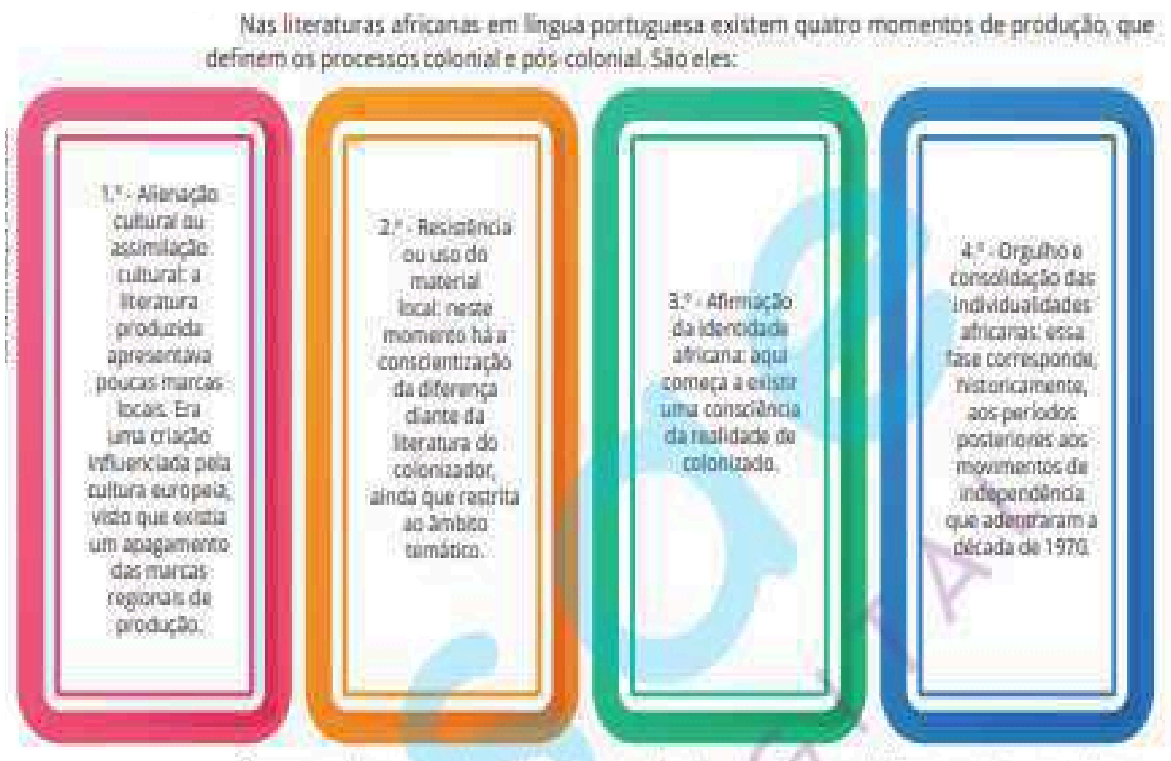 Nas literaturas africanas em língua portuguesa existem quatro momentos de produção, que
definem os processos colonial e pós-colonial. São eles:
1.º - Alienação
cultural ou
assimilação
cultural: a
literatura
produzida
apresentava
poucas marcas
locais. Era
uma criação
influenciada pela
cultura europeia,
visto que existia
um apagamento
das marcas
regionais de
produção.
2.º - Resistência
ou uso do
material
local: neste
momento há a
conscientização
da diferença
diante da
literatura do
colonizador,
ainda que restrita
ao âmbito
temático.
3.º - Afirmação
da identidade
africana: aqui
começa a existir
uma consciência
da realidade de
colonizado.
4.º - Orgulho e
consolidação das
individualidades
africanas: essa
fase corresponde,
historicamente,
aos períodos
posteriores aos
movimentos de
independência
que adentraram a
década de 1970.